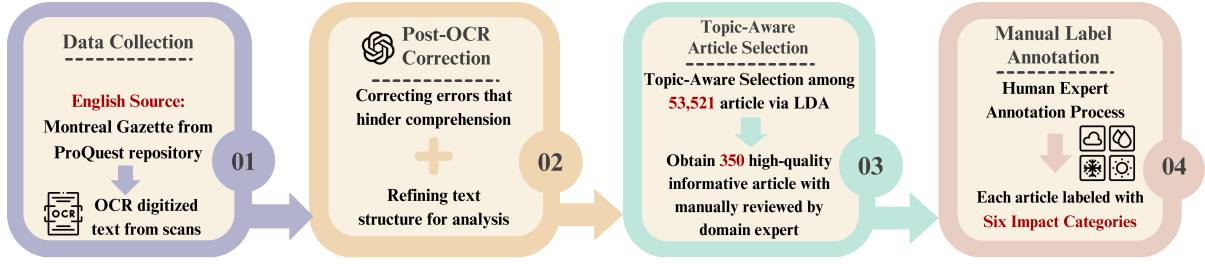 Data Collection
English Source:
Montreal Gazette from
ProQuest repository
OCR
OCR digitized
text from scans
01
Post-OCR
Correction
Correcting errors that
hinder comprehension
Refining text
structure for analysis
02
Topic-Aware
Article Selection
Topic-Aware Selection among
53,521 article via LDA
Obtain 350 high-quality
informative article with
manually reviewed by
domain expert
03
Manual Label
Annotation
Human Expert
Annotation Process
Each article labeled with
Six Impact Categories
04